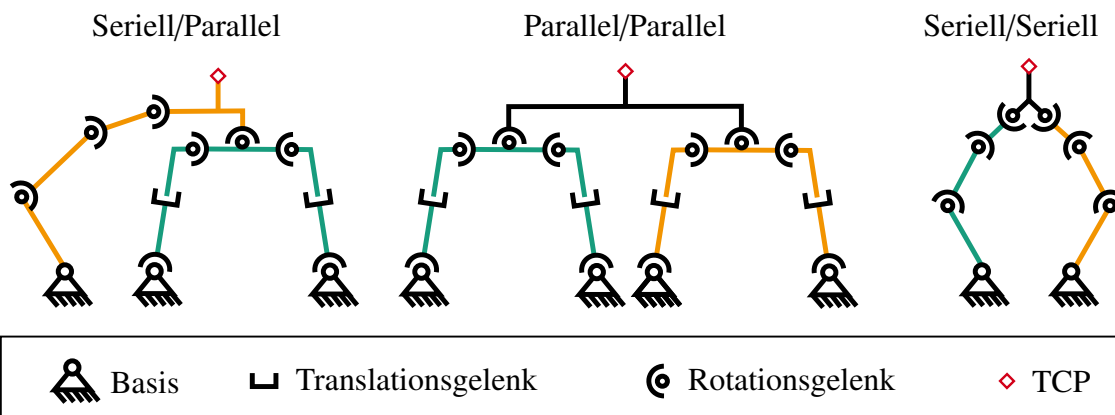 Seriell/Parallel
Parallel/Parallel
Seriell/Seriell
Basis
Translationsgelenk
Rotationsgelenk
TCP